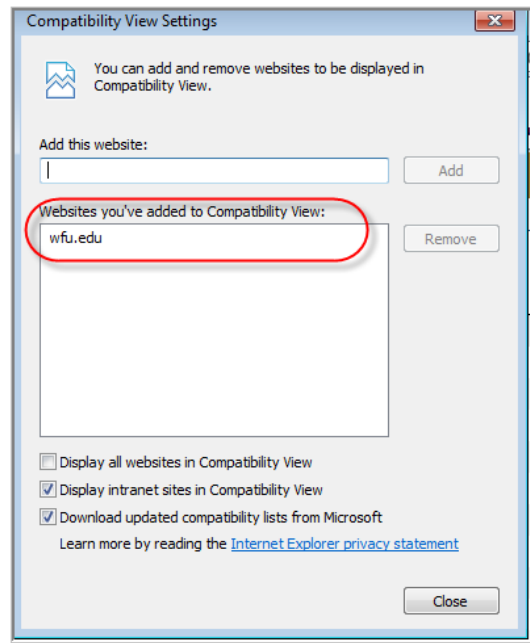 Compatibility View Settings
You can add and remove websites to be displayed in
Compatibility View.
Add this website:
Add
Websites you've added to Compatibility View:
wfu.edu
Remove
Display all websites in Compatibility View
Display intranet sites in Compatibility View
Download updated compatibility lists from Microsoft
Learn more by reading the Internet Explorer privacy statement
Close